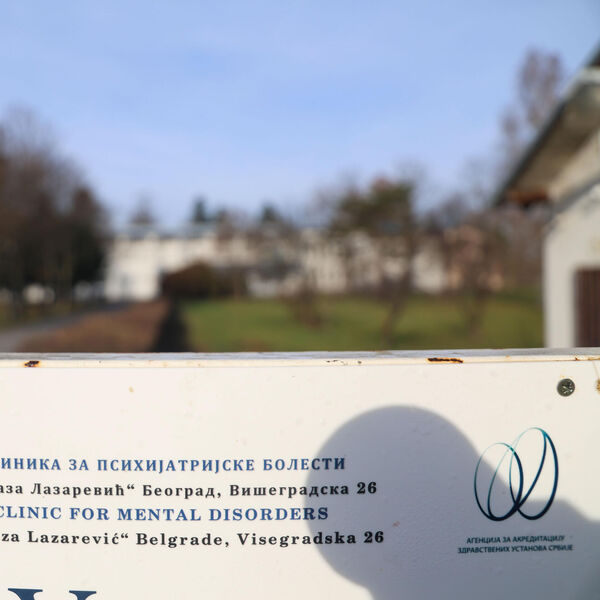 ИНИКА ЗА ПСИХИЈАТРИЈСКЕ БОЛЕСТИ
аза Лазаревић“ Београд, Вишеградска 26
CLINIC FOR MENTAL DISORDERS
za Lazarević“ Belgrade, Visegradska 26
АГЕНЦИЈА ЗА АКРЕДИТАЦИЈУ
ЗДРАВСТВЕНИХ УСТАНОВА СРБИЈЕ